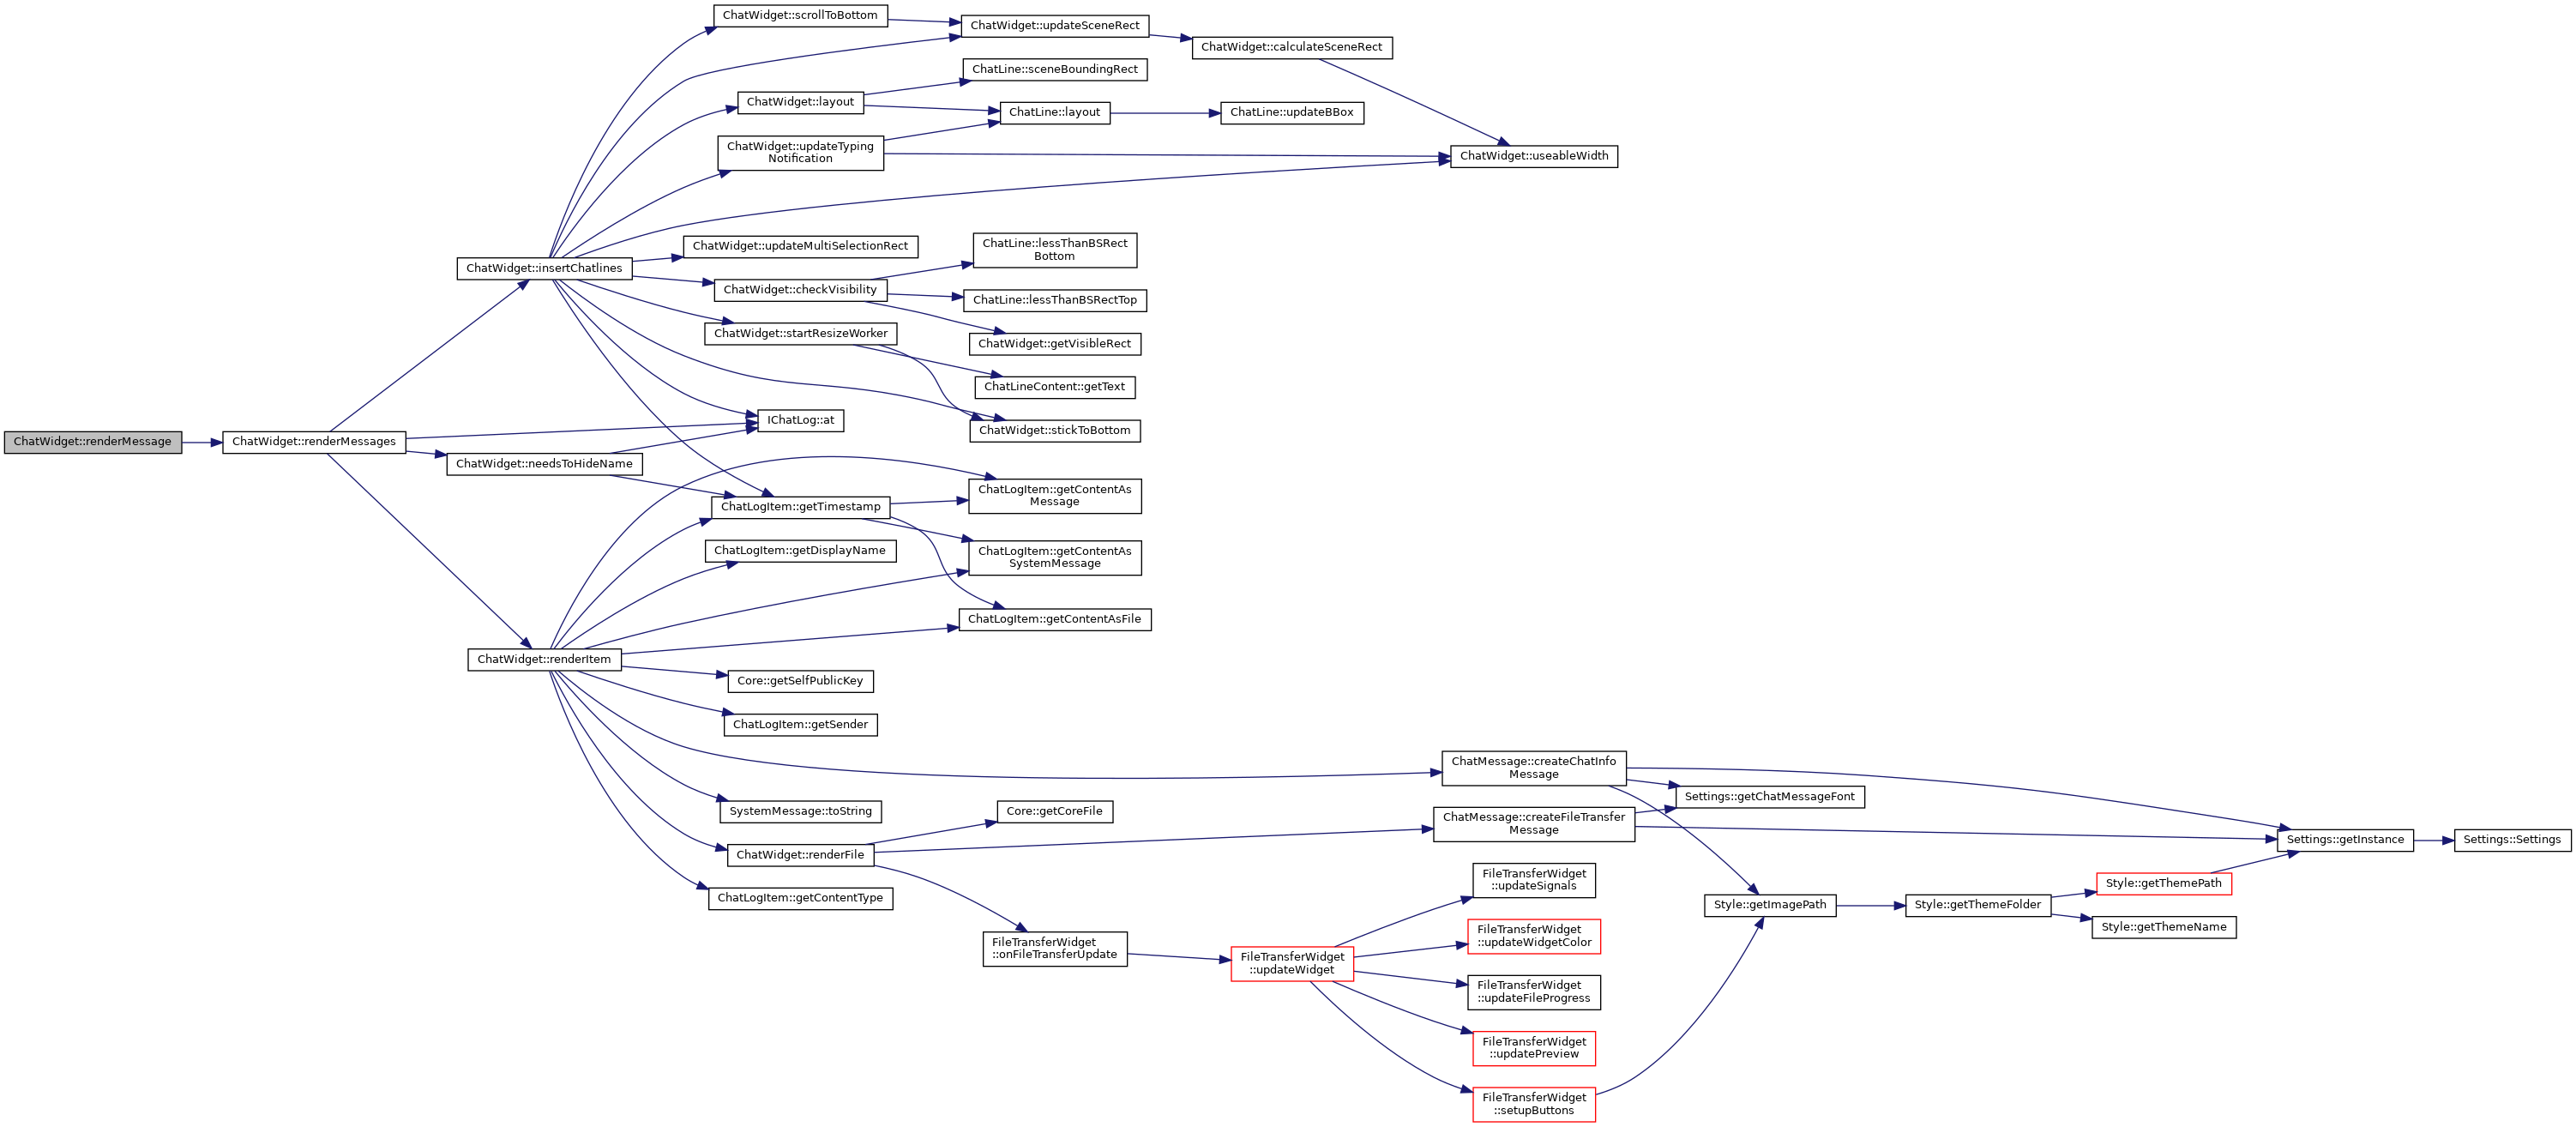 ChatWidget::scrollToBottom
ChatWidget::updateSceneRect
ChatWidget::calculateSceneRect
ChatLine::sceneBoundingRect
ChatWidget::layout
ChatLine::layout
ChatLine::updateBBox
ChatWidget::updateTyping
Notification
ChatWidget::useableWidth
ChatWidget::updateMultiSelectionRect
ChatLine::lessThanBSRect
Bottom
ChatWidget::insertChatlines
ChatWidget::checkVisibility
ChatLine::lessThanBSRectTop
ChatWidget::startResizeWorker
ChatWidget::getVisibleRect
ChatLineContent::getText
IChatLog::at
ChatWidget::stickToBottom
ChatWidget::renderMessage
ChatWidget::renderMessages
ChatWidget::needsToHideName
ChatLogItem::getContentAs
Message
ChatLogItem::getTimestamp
ChatLogItem::getDisplayName
ChatLogItem::getContentAs
SystemMessage
ChatLogItem::getContentAsFile
ChatWidget::renderItem
Core::getSelfPublicKey
ChatLogItem::getSender
ChatMessage::createChatInfo
Message
Settings::getChatMessageFont
SystemMessage::toString
Core::getCoreFile
ChatMessage::createFileTransfer
Message
Settings::getInstance
Settings::Settings
ChatWidget::renderFile
FileTransferWidget
::updateSignals
Style::getThemePath
ChatLogItem::getContentType
Style::getImagePath
Style::getThemeFolder
Style::getThemeName
FileTransferWidget
::onFileTransferUpdate
FileTransferWidget
::updateWidgetColor
FileTransferWidget
::updateWidget
FileTransferWidget
::updateFileProgress
FileTransferWidget
::updatePreview
FileTransferWidget
::setupButtons